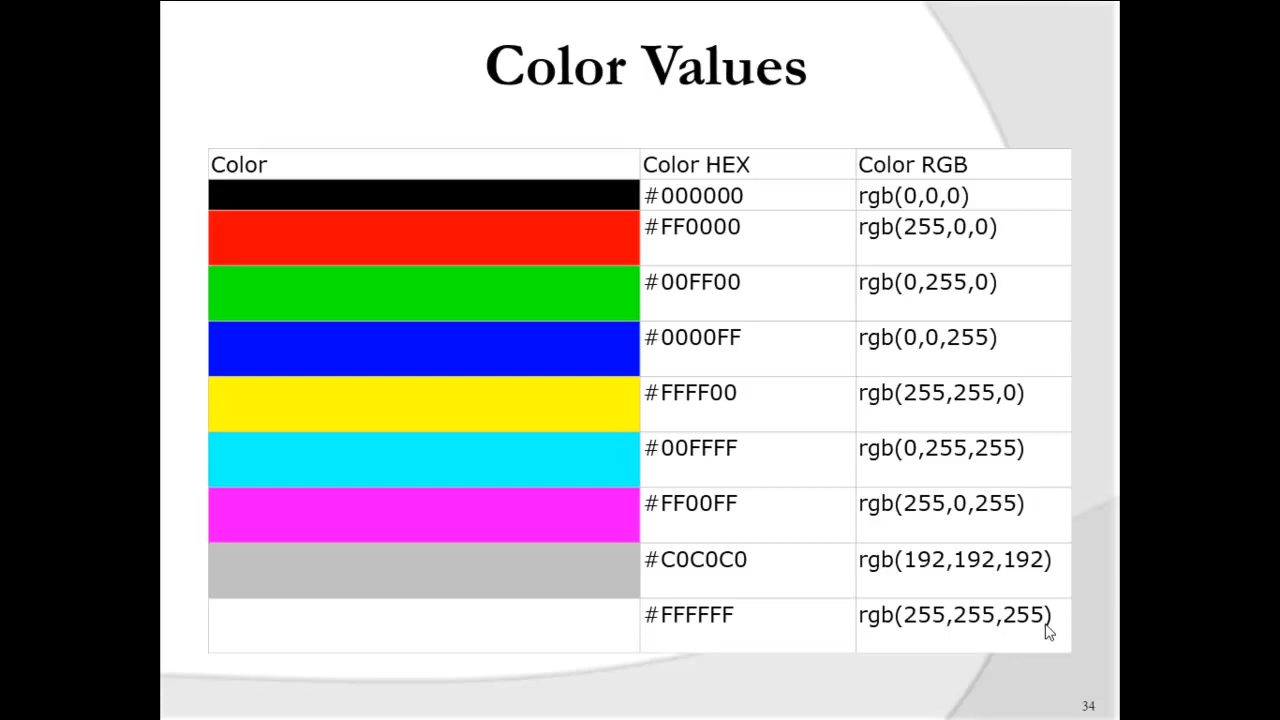 Color Values
Color Color HEX Color RGB
#000000 rgb(0,0,0)
#FF0000 rgb(255,0,0)
#00FF00 rgb(0,255,0)
#0000FF rgb(0,0,255)
#FFFF00 rgb(255,255,0)
#00FFFF rgb(0,255,255)
#FF00FF rgb(255,0,255)
#C0C0C0 rgb(192,192,192)
#FFFFFF rgb(255,255,255)
34